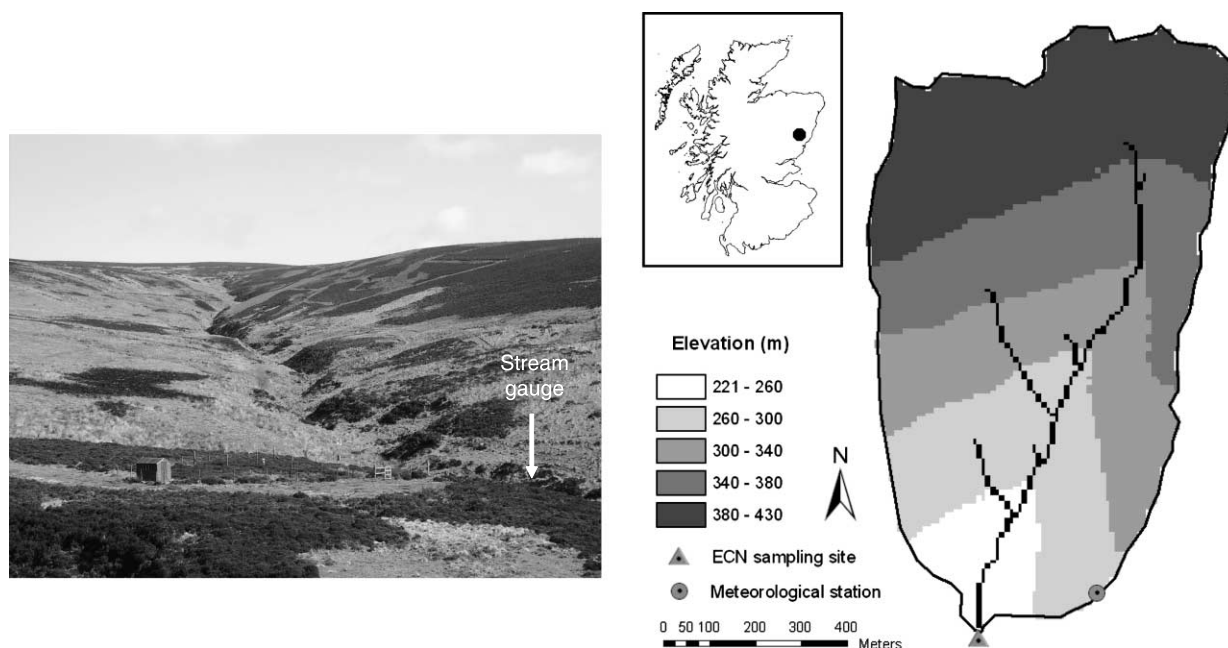 Stream
gauge
Elevation (m)
221 - 260
260 - 300
300 - 340
340 - 380
380 - 430
N
ECN sampling site
Meteorological station
0 50 100 200 300 400
Meters